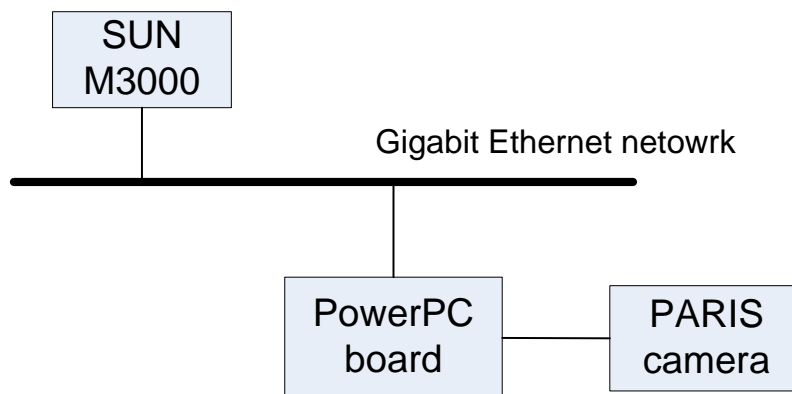 SUN
M3000
Gigabit Ethernet netowrk
PowerPC
board
PARIS
camera